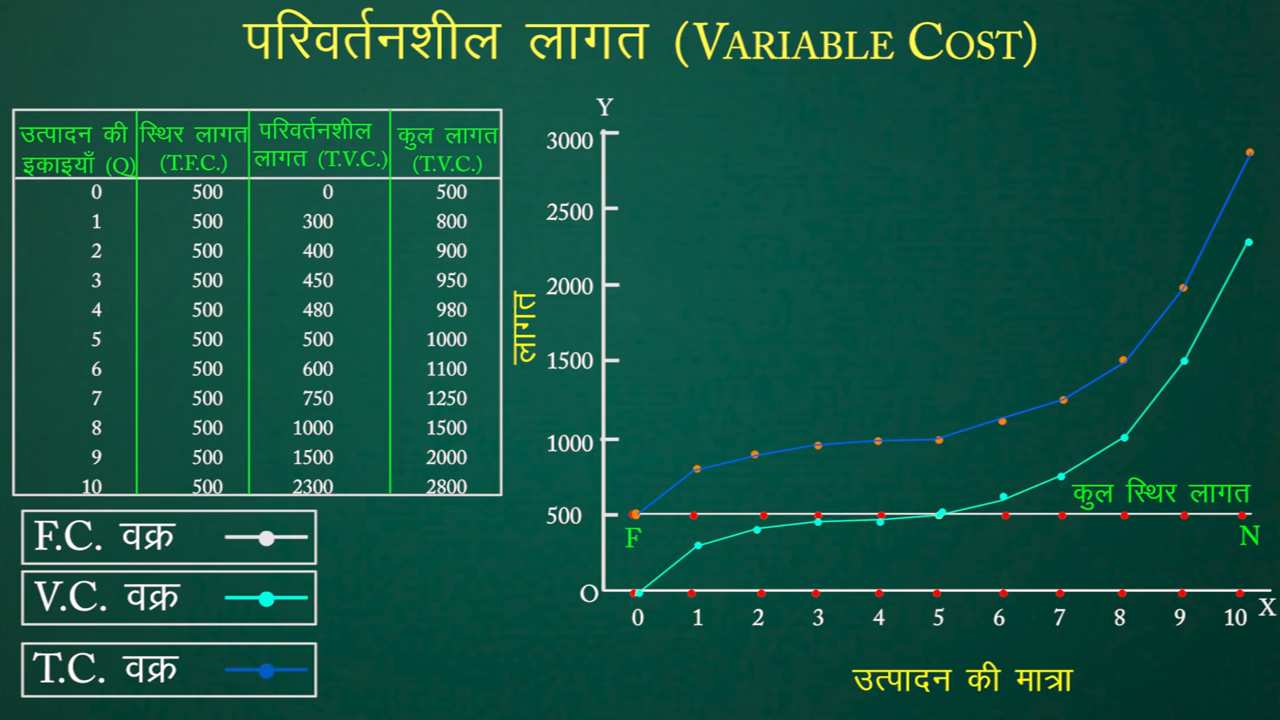 परिवर्तनशील लागत (VARIABLE COST)
उत्पादन की इकाइयाँ (Q) स्थिर लागत (T.F.C.) परिवर्तनशील लागत (T.V.C.) कुल लागत (T.V.C.)
0 500 0 500
1 500 300 800
2 500 400 900
3 500 450 950
4 500 480 980
5 500 500 1000
6 500 600 1100
7 500 750 1250
8 500 1000 1500
9 500 1500 2000
10 500 2300 2800
F.C. वक्र
V.C. वक्र
T.C. वक्र
Y
3000
2500
2000
1500
1000
500
O
लागत
कुल स्थिर लागत
F
N
X
0 1 2 3 4 5 6 7 8 9 10
उत्पादन की मात्रा